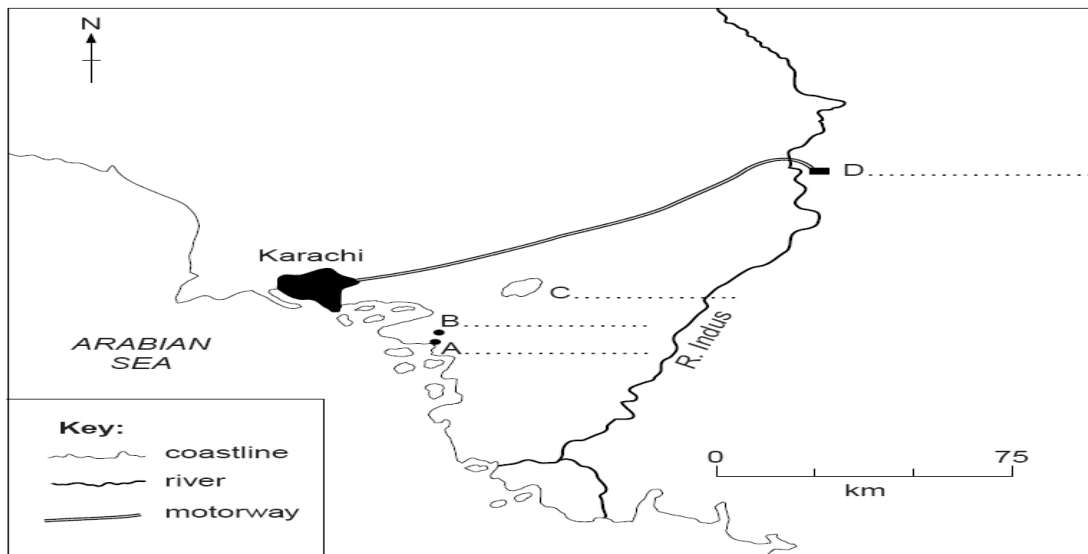 N
D
Karachi
C
B
A
ARABIAN
SEA
R. Indus
Key:
coastline
river
motorway
0 75
km